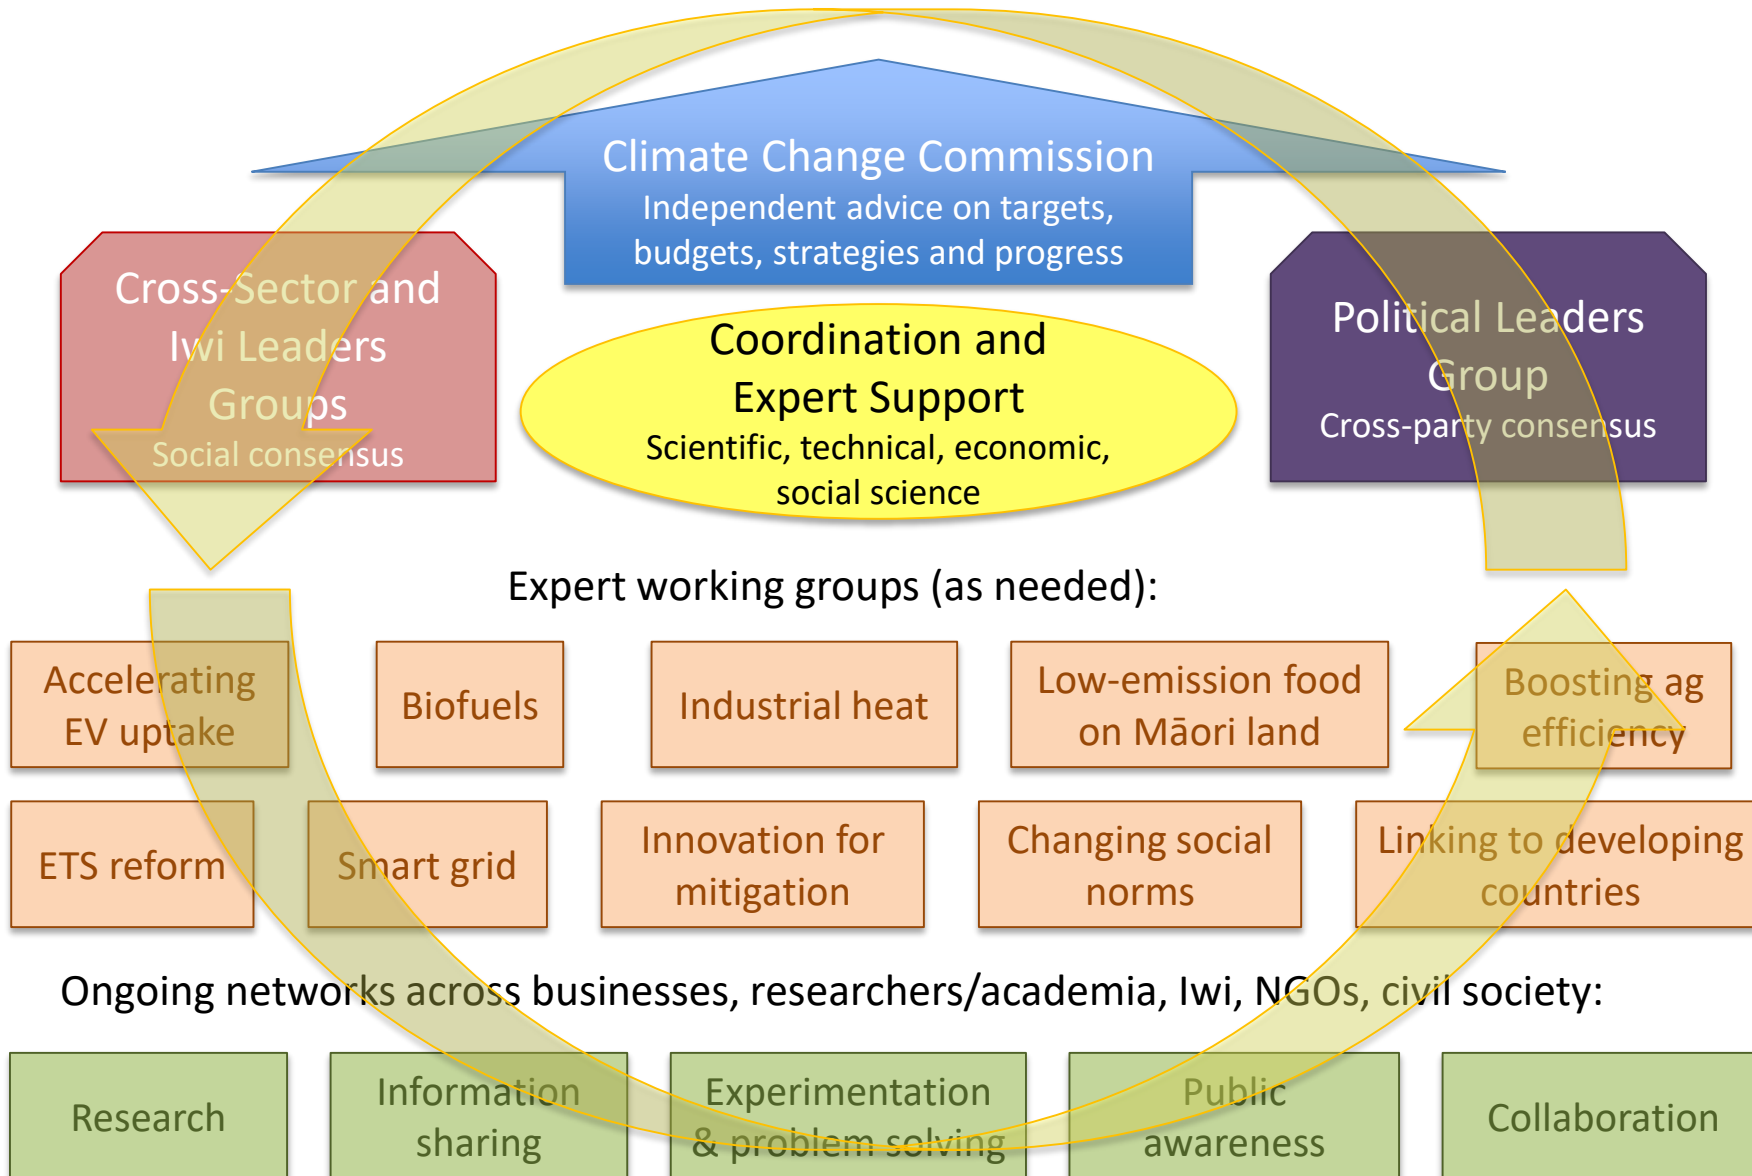 Climate Change Commission
Independent advice on targets,
budgets, strategies and progress
Cross-Sector and
Iwi Leaders
Groups
Social consensus
Coordination and
Expert Support
Scientific, technical, economic,
social science
Political Leaders
Group
Cross-party consensus
Expert working groups (as needed):
Accelerating
EV uptake
Biofuels
Industrial heat
Low-emission food
on Māori land
Boosting ag
efficiency
ETS reform
Smart grid
Innovation for
mitigation
Changing social
norms
Linking to developing
countries
Ongoing networks across businesses, researchers/academia, Iwi, NGOs, civil society:
Research
Information
sharing
Experimentation
& problem solving
Public
awareness
Collaboration